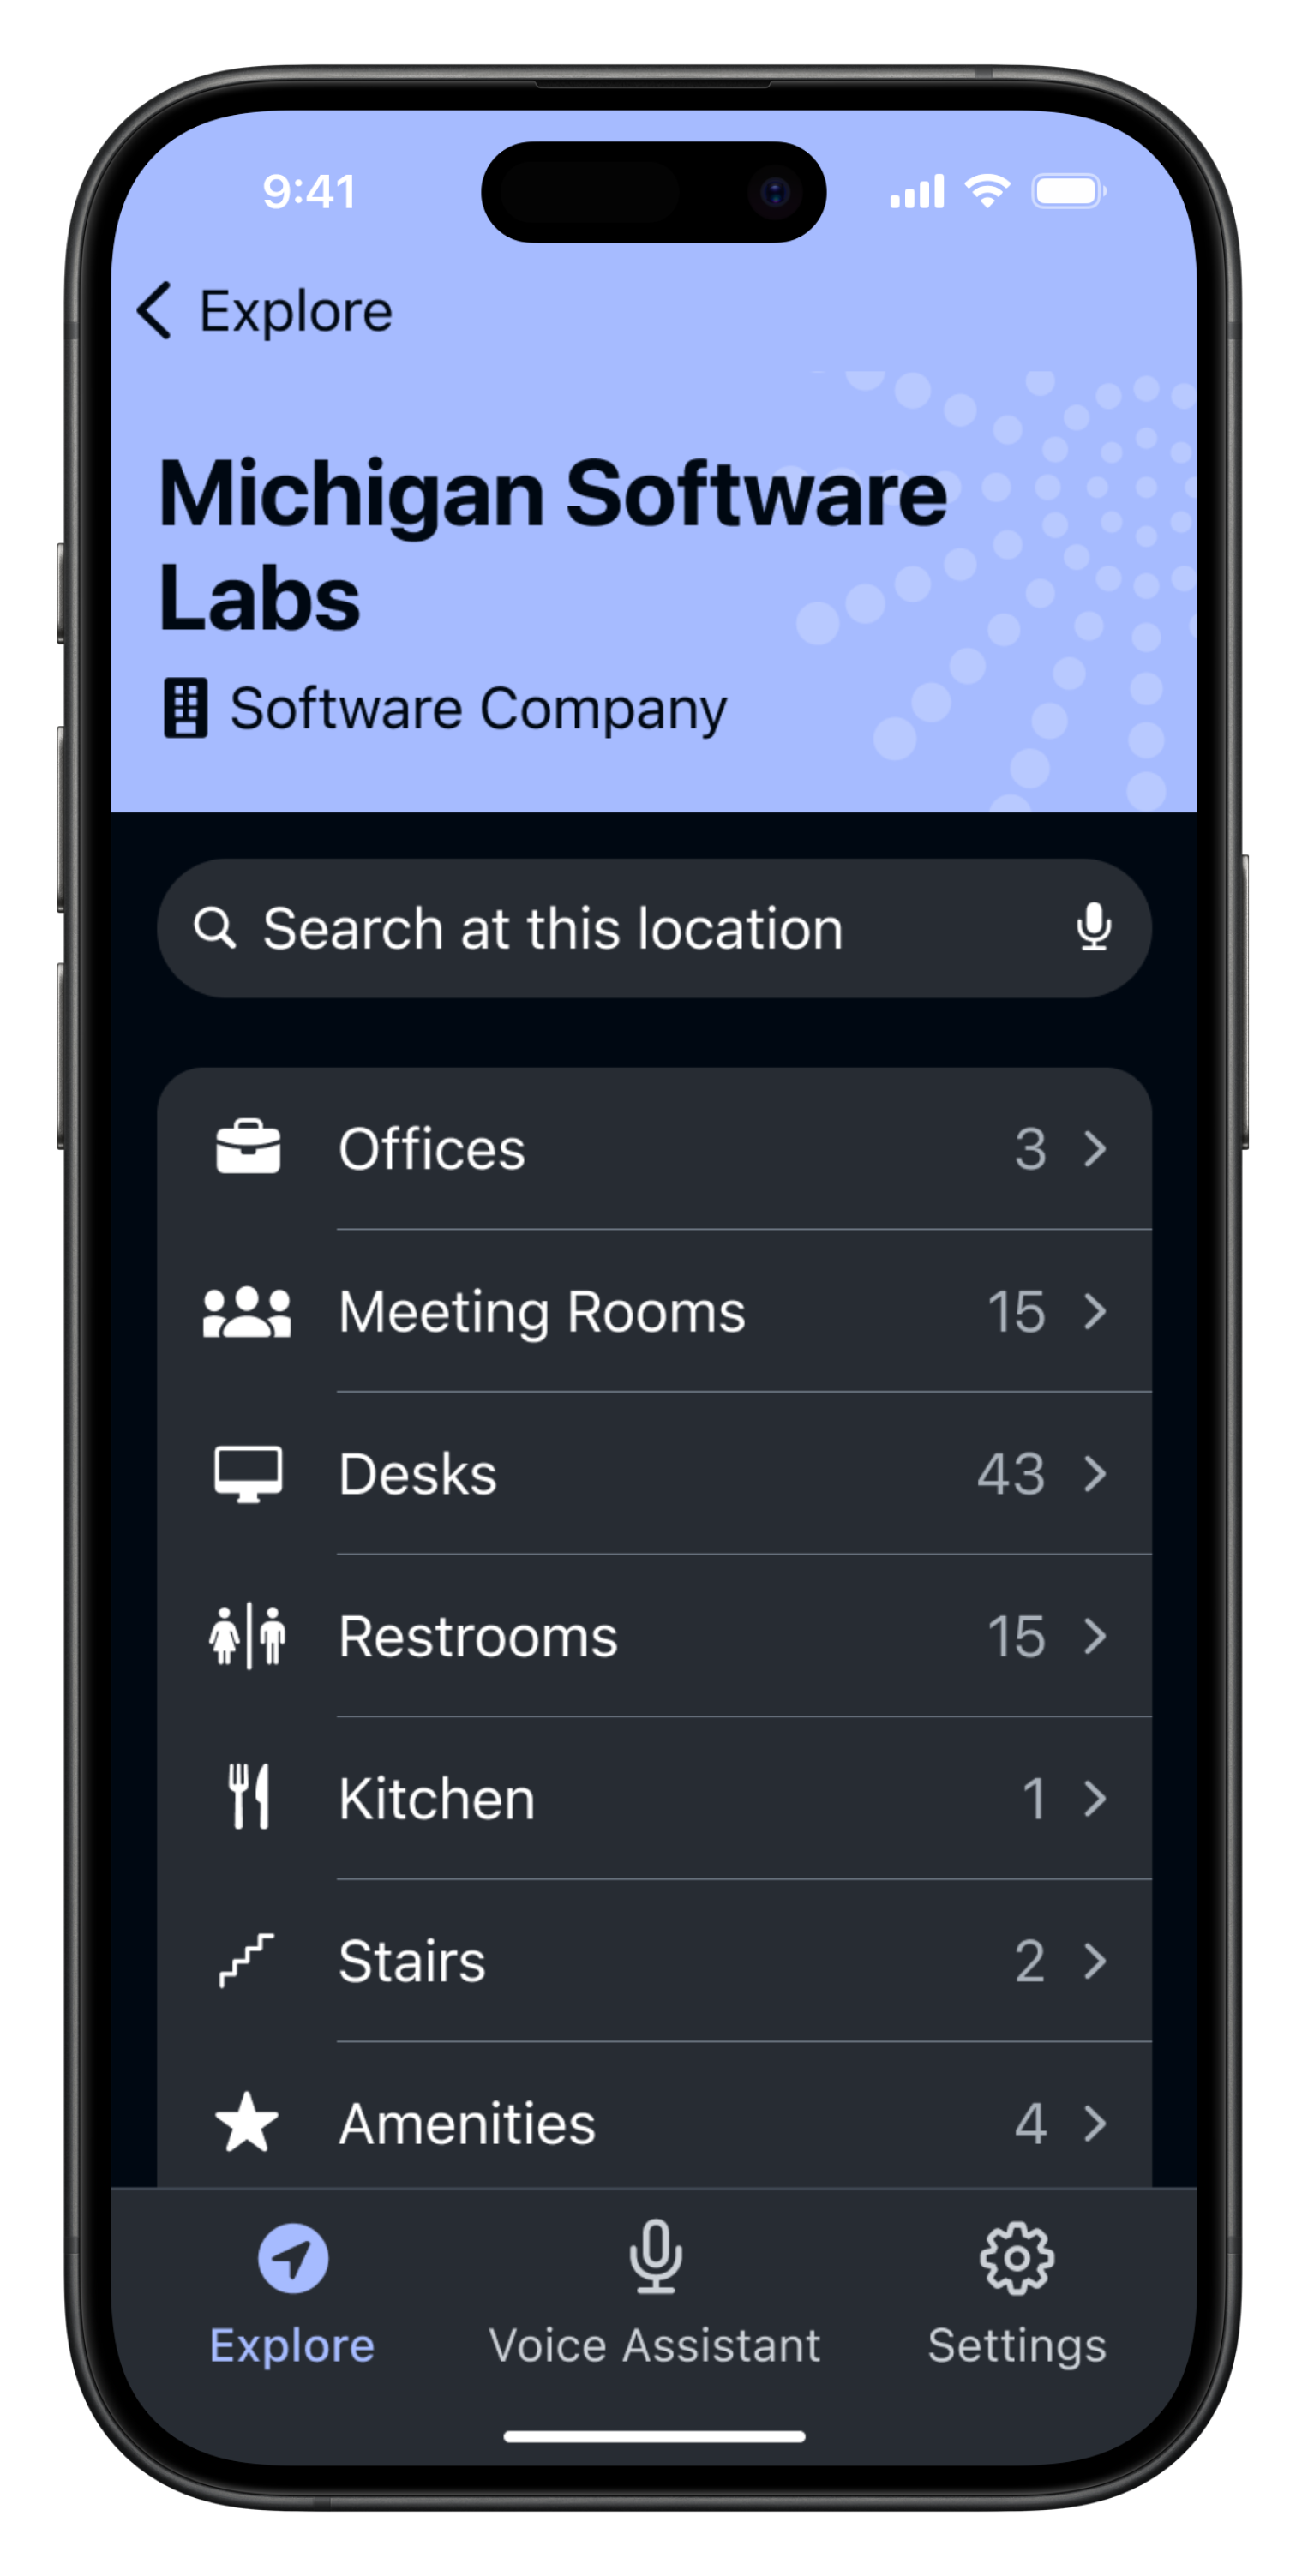 9:41
Explore
Michigan Software
Labs
Software Company
Search at this location
Offices 3
Meeting Rooms 15
Desks 43
Restrooms 15
Kitchen 1
Stairs 2
Amenities 4
Explore Voice Assistant Settings